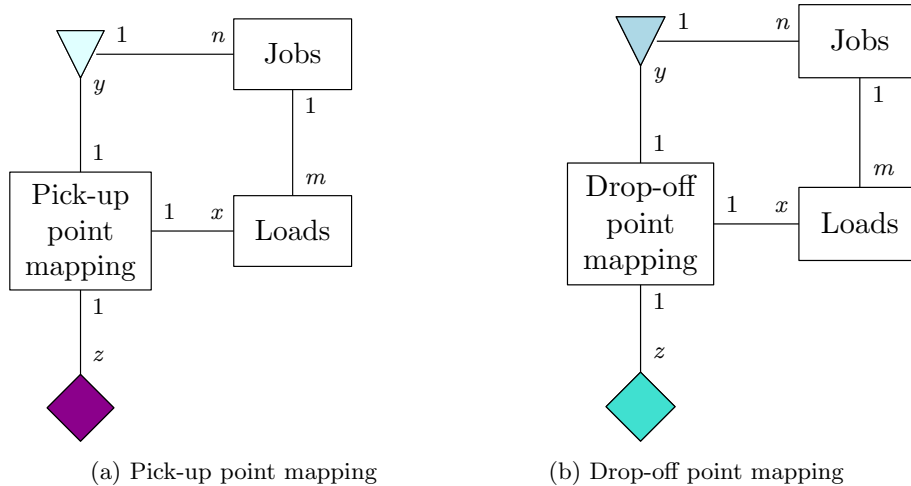 1
n
Jobs
y
1
1
m
Pick-up
point
mapping
1
x
Loads
1
z
(a) Pick-up point mapping
1
n
Jobs
y
1
1
m
Drop-off
point
mapping
1
x
Loads
1
z
(b) Drop-off point mapping